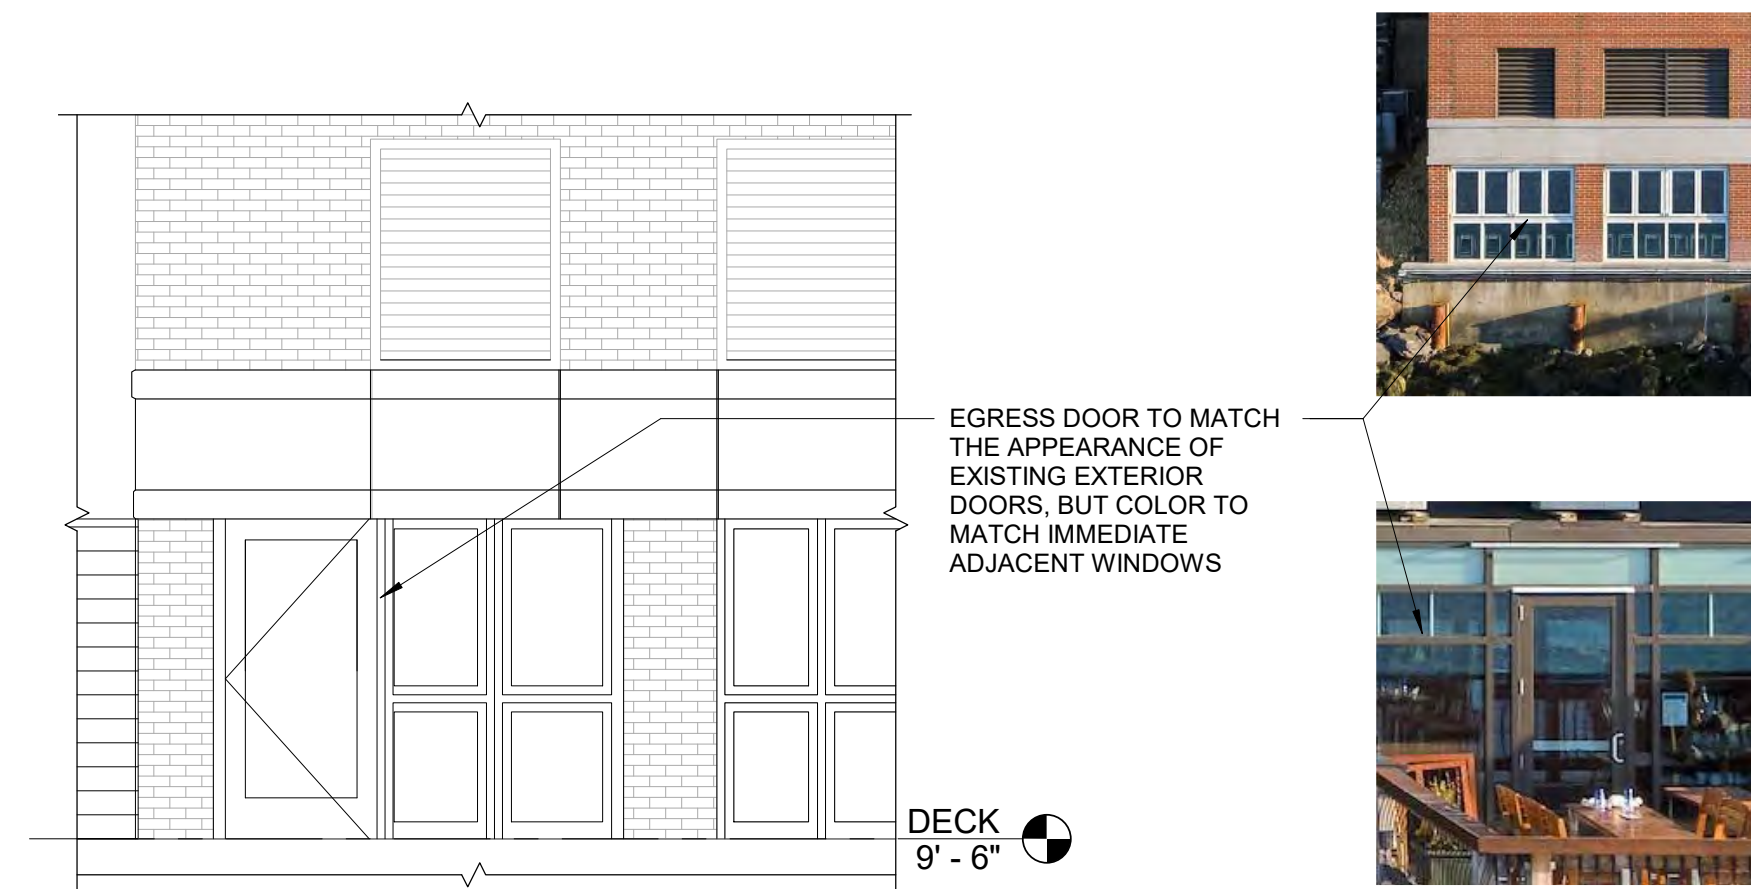 EGRESS DOOR TO MATCH
THE APPEARANCE OF
EXISTING EXTERIOR
DOORS, BUT COLOR TO
MATCH IMMEDIATE
ADJACENT WINDOWS
DECK
9' - 6"